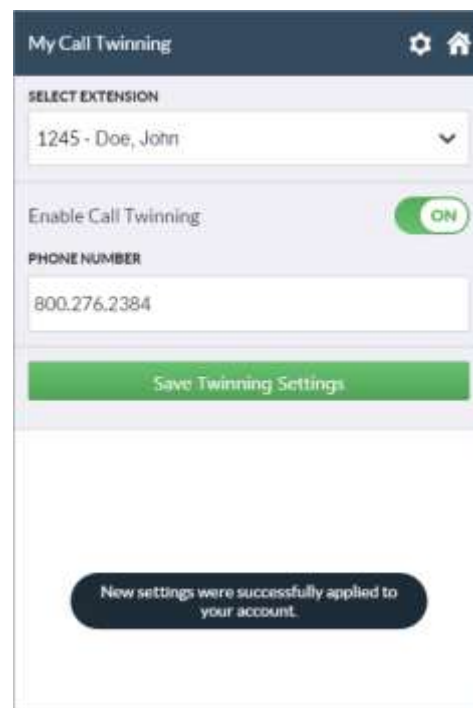 My Call Twinning
SELECT EXTENSION
1245 - Doe, John
Enable Call Twinning
ON
PHONE NUMBER
800.276.2384
Save Twinning Settings
New settings were successfully applied to
your account.